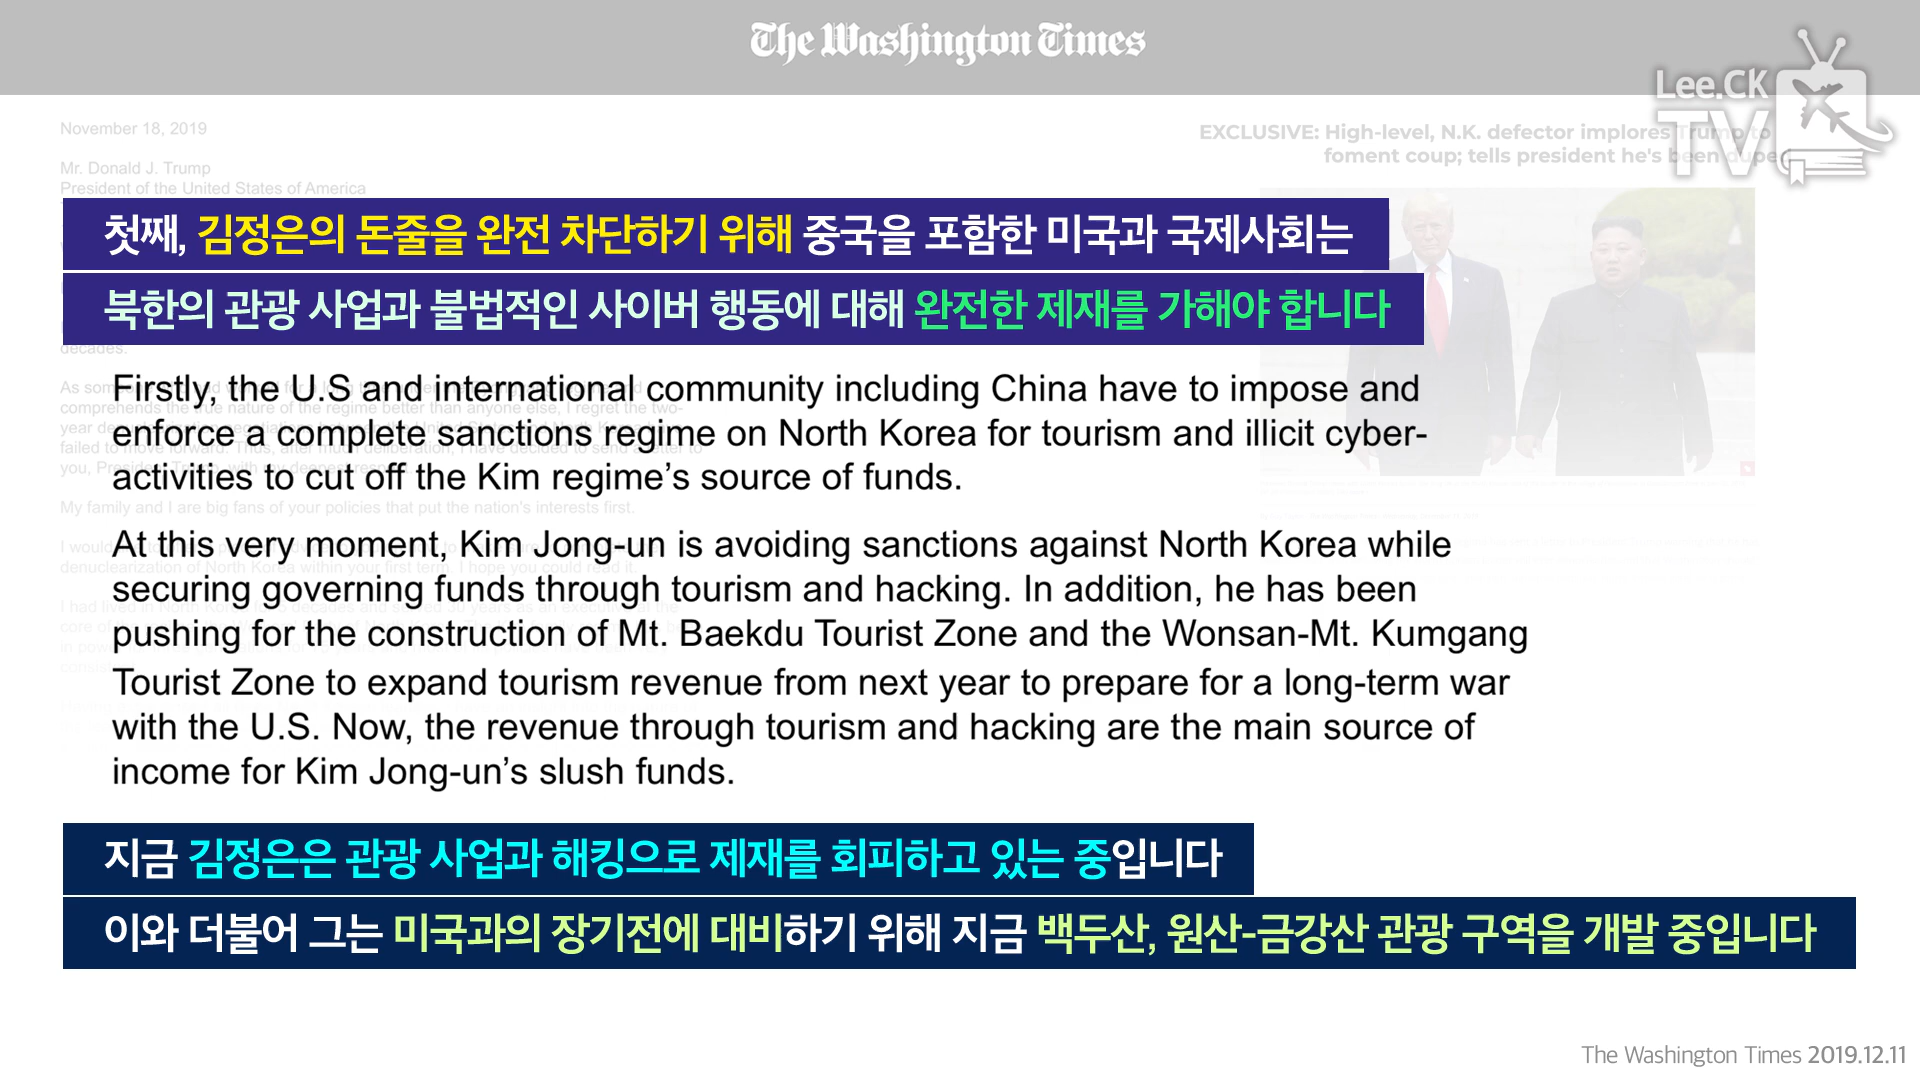 The Washington Times
Lee.CK
TV
November 18, 2019
EXCLUSIVE: High-level, N.K. defector implores Trump to
foment coup; tells president he's been duped
Mr. Donald J. Trump
President of the United States of America
첫째, 김정은의 돈줄을 완전 차단하기 위해 중국을 포함한 미국과 국제사회는
북한의 관광 사업과 불법적인 사이버 행동에 대해 완전한 제재를 가해야 합니다
decades.
Firstly, the U.S and international community including China have to impose and
enforce a complete sanctions regime on North Korea for tourism and illicit cyber-
activities to cut off the Kim regime's source of funds.
My family and I are big fans of your policies that put the nation's interests first.
At this very moment, Kim Jong-un is avoiding sanctions against North Korea while
securing governing funds through tourism and hacking. In addition, he has been
pushing for the construction of Mt. Baekdu Tourist Zone and the Wonsan-Mt. Kumgang
Tourist Zone to expand tourism revenue from next year to prepare for a long-term war
with the U.S. Now, the revenue through tourism and hacking are the main source of
income for Kim Jong-un's slush funds.
지금 김정은은 관광 사업과 해킹으로 제재를 회피하고 있는 중입니다
이와 더불어 그는 미국과의 장기전에 대비하기 위해 지금 백두산, 원산-금강산 관광 구역을 개발 중입니다
The Washington Times 2019.12.11